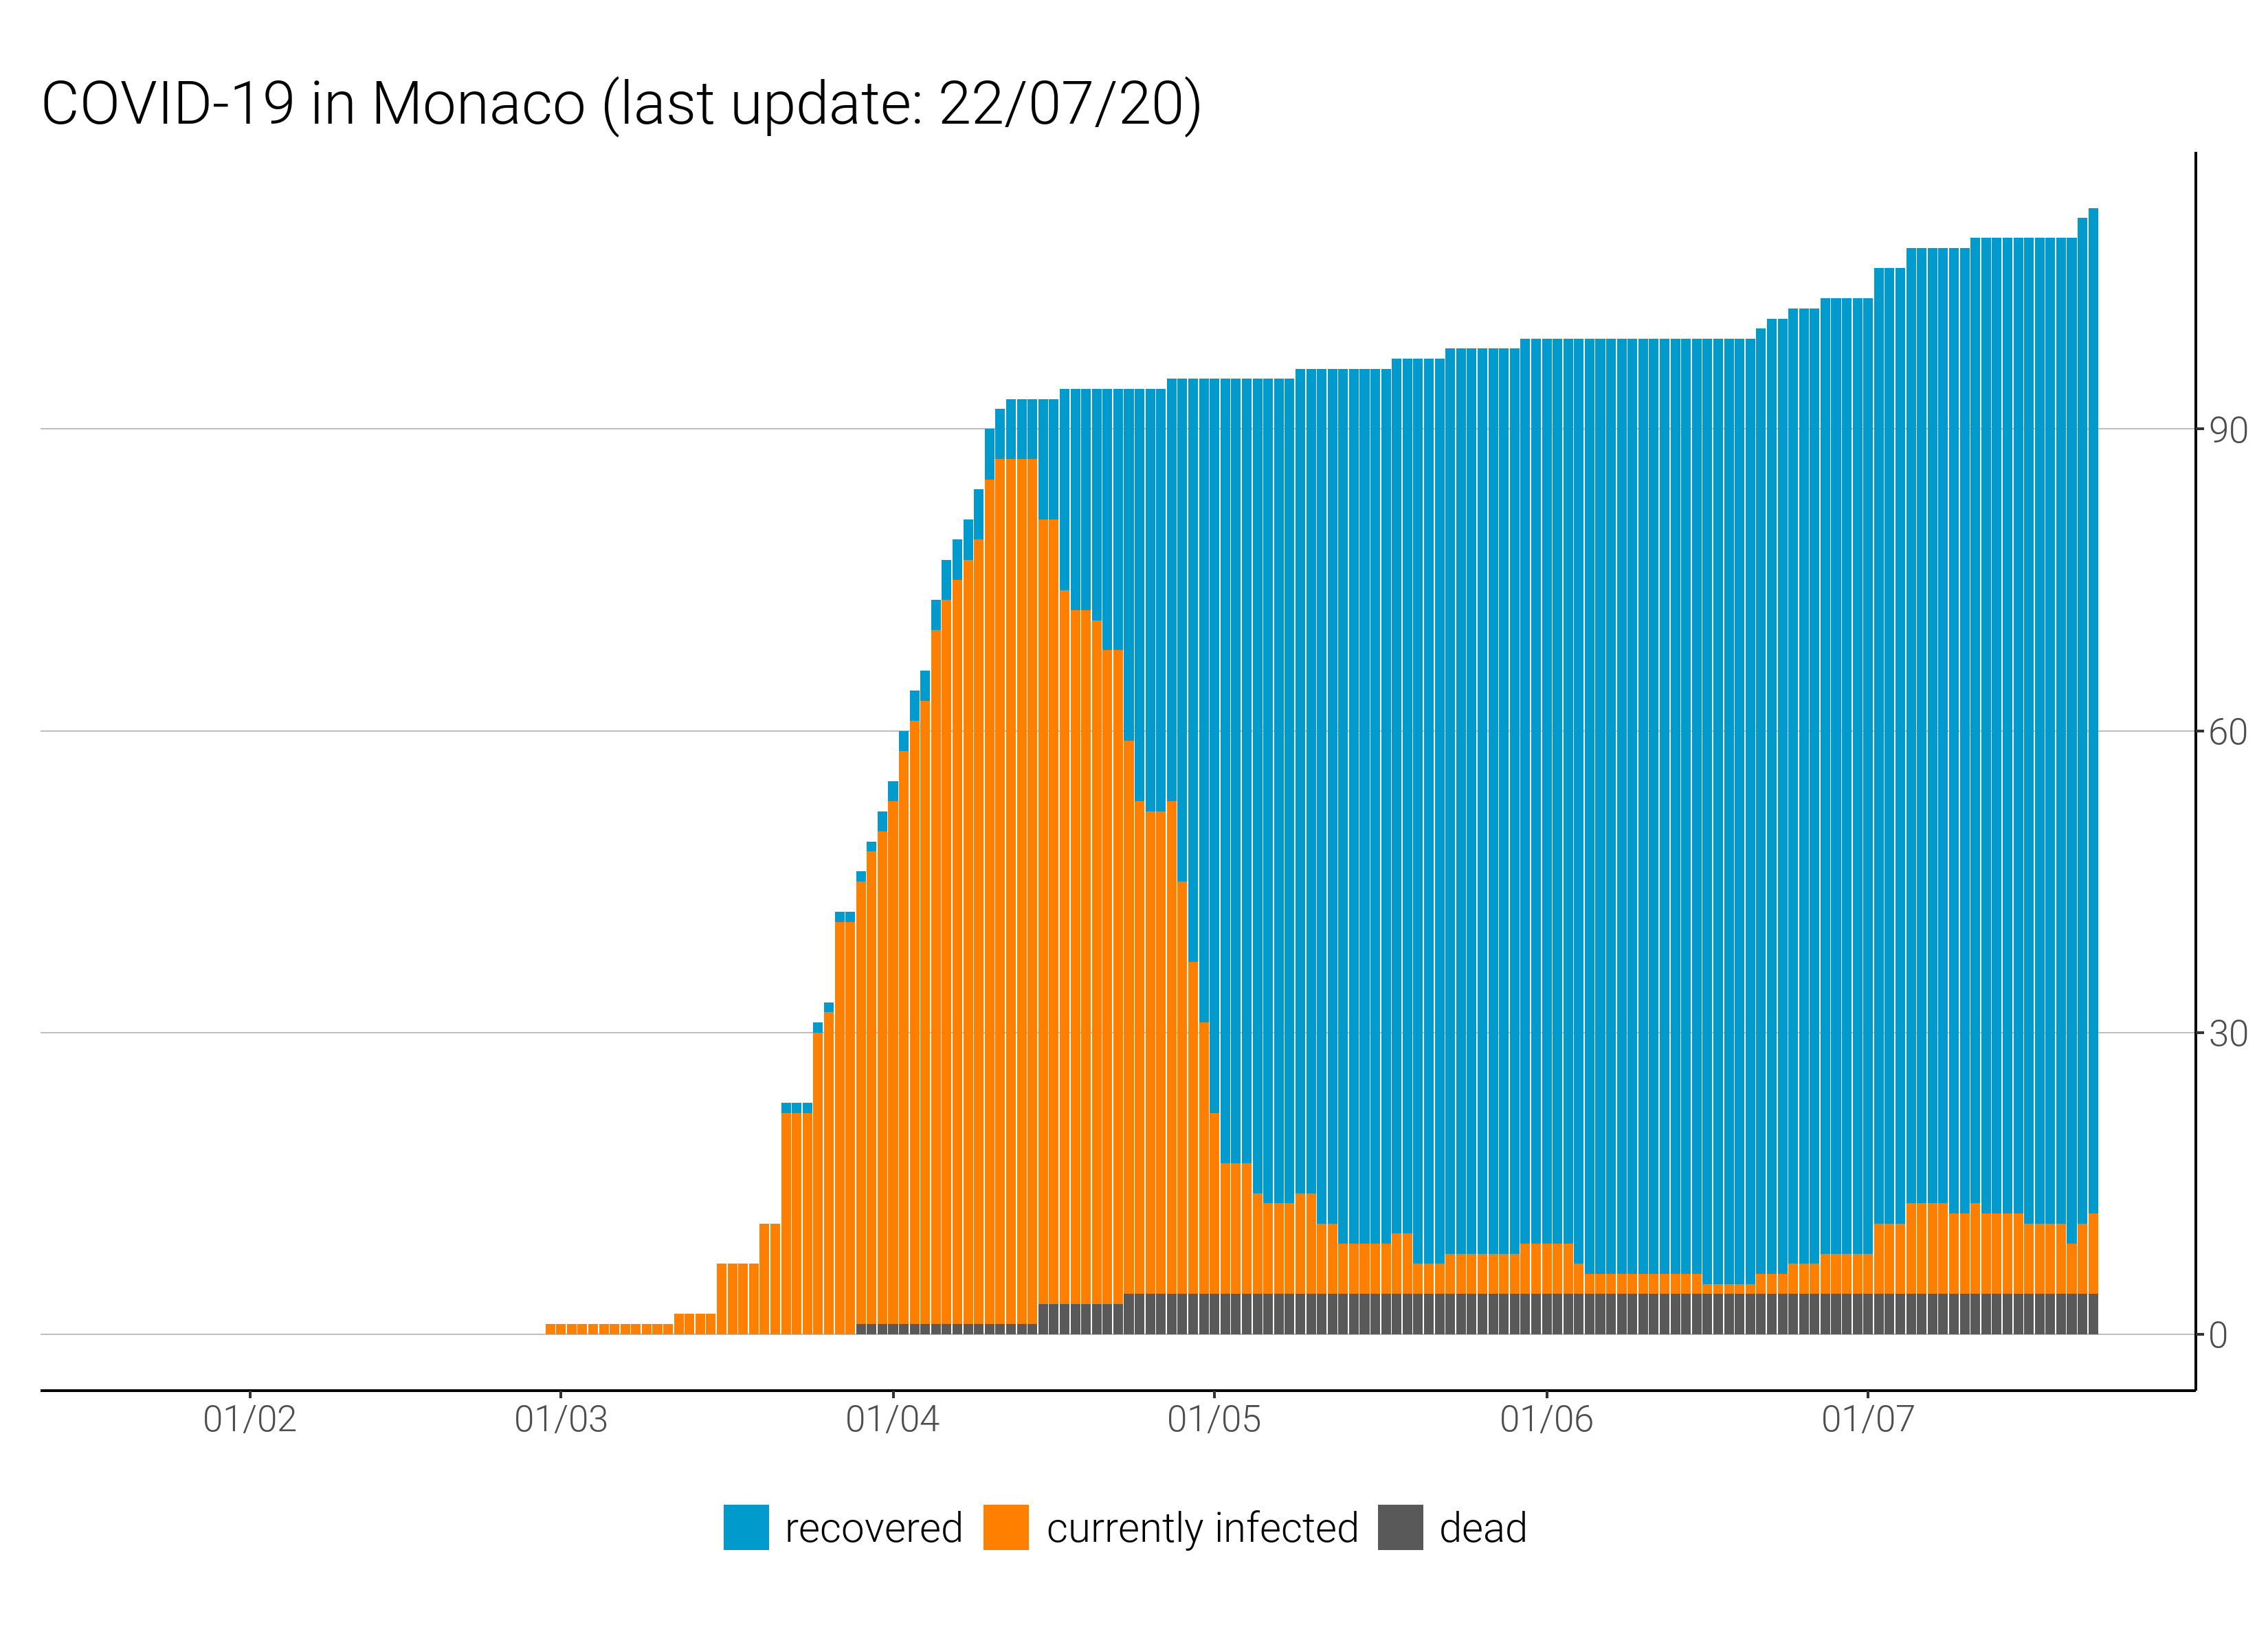 COVID-19 in Monaco (last update: 22/07/20)
90
60
30
0
01/02 01/03 01/04 01/05 01/06 01/07
recovered currently infected dead